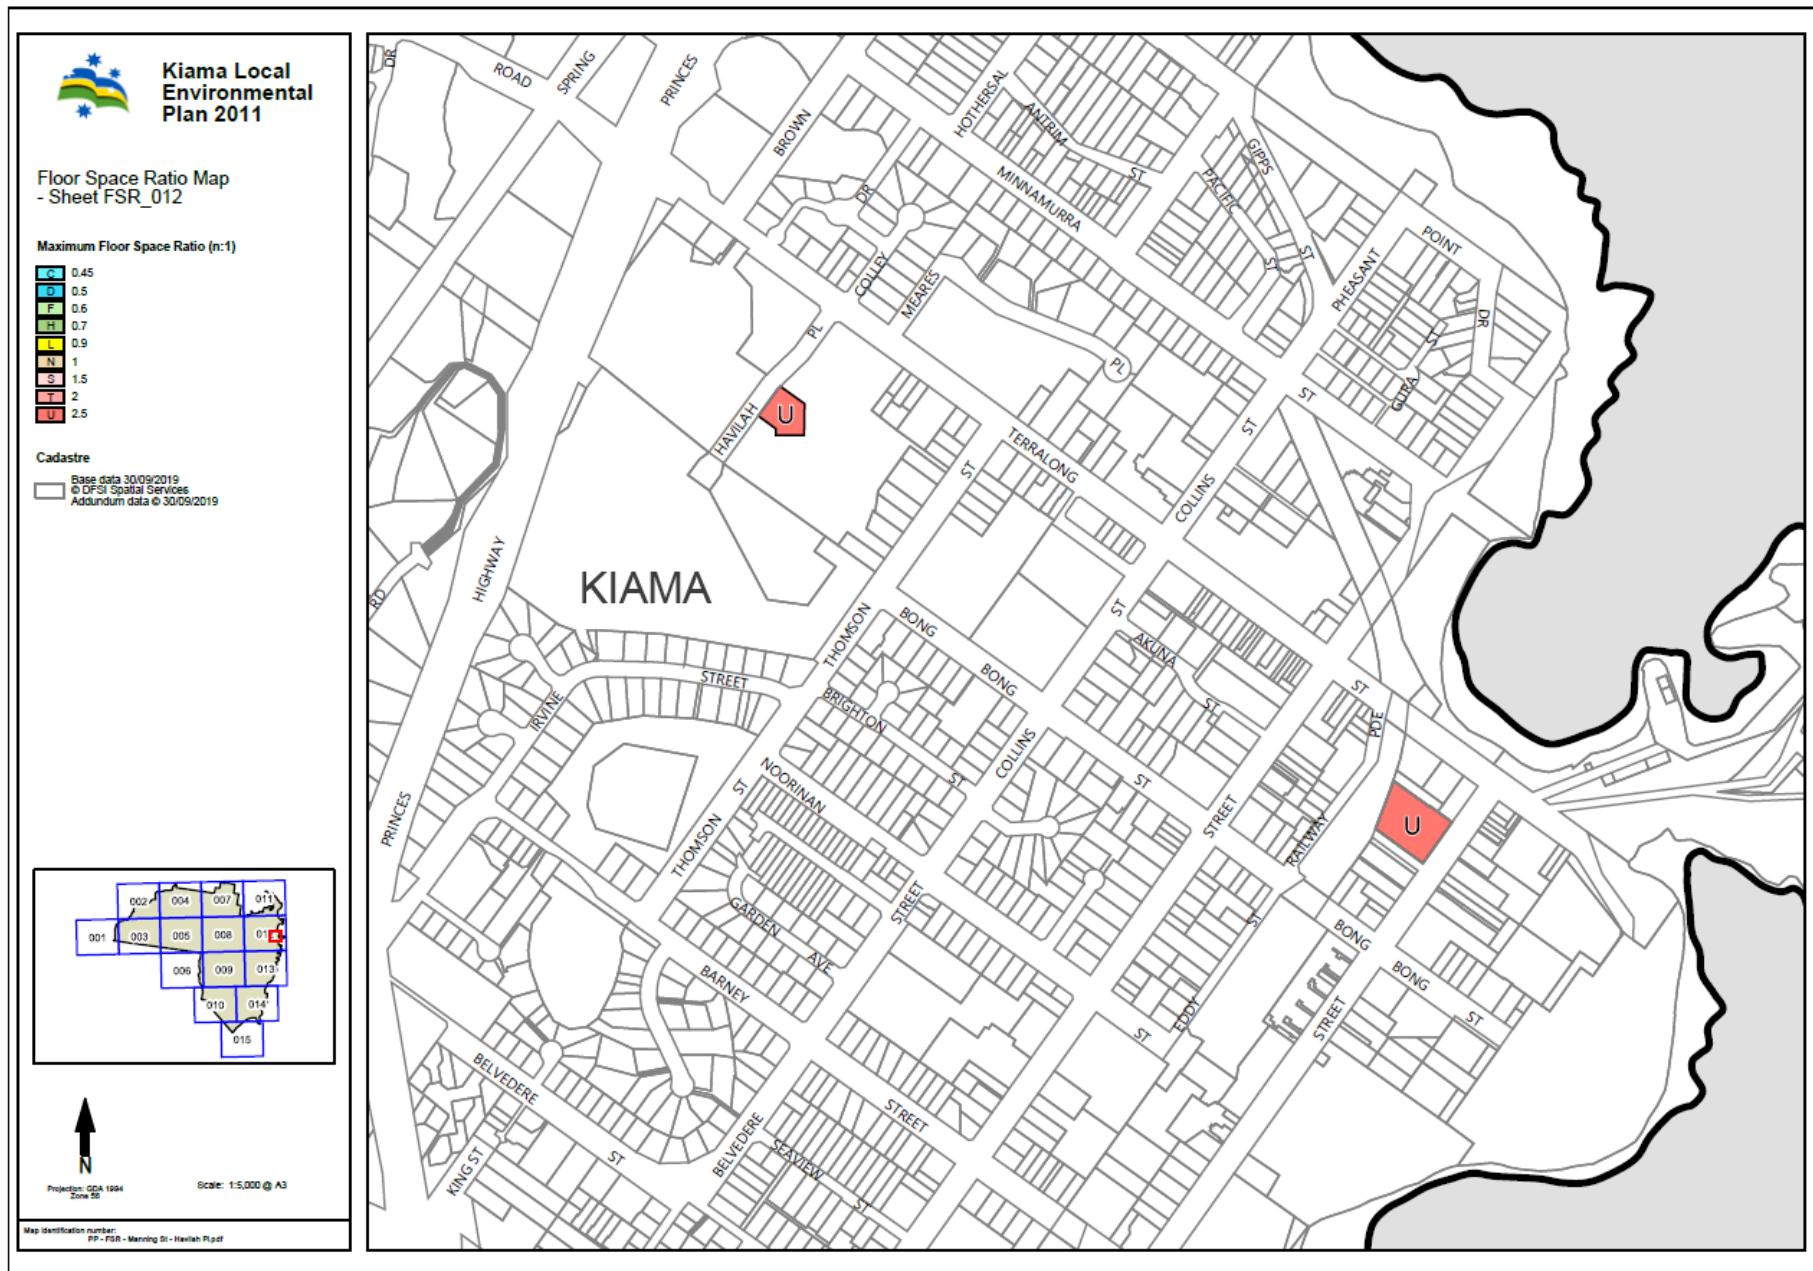 Kiama Local
Environmental
Plan 2011
Floor Space Ratio Map
- Sheet FSR_012
Maximum Floor Space Ratio (n:1)
C 0.45
D 0.5
F 0.6
H 0.7
L 0.9
N 1
S 1.5
T 2
U 2.5
Cadastre
Base data 30/09/2019
© DFSI Spatial Services
Addundum data © 30/09/2019
002
004
007
011
001
003
005
008
006
009
013
010
014
015
N
Projection: GDA 1994
Zone 56
Scale: 1:5,000 @ A3
Map identification number:
PP - FSR - Manning St - Havilah Pl.pdf
DR
ROAD
SPRING
PRINCES
BROWN
HOTHERSAL
ANTRIM
ST
GIPPS
ST
PACIFIC
ST
MINNAMURRA
DR
COLLEY
MEARES
PHEASANT
POINT
DR
ST
GURA
PL
PL
HAVILAH
U
TERRALONG
ST
ST
ST
COLLINS
HIGHWAY
RD
KIAMA
THOMSON
BONG
BONG
ST
AKUNA
ST
ST
STREET
IRVINE
BRIGHTON
ST
COLLINS
ST
PDE
NOORINAN
ST
THOMSON
PRINCES
STREET
RAILWAY
U
GARDEN
AVE
STREET
ST
BONG
BONG
ST
BARNEY
ST
EDDY
STREET
BELVEDERE
ST
STREET
BELVEDERE
SEAVIEW
ST
KING ST